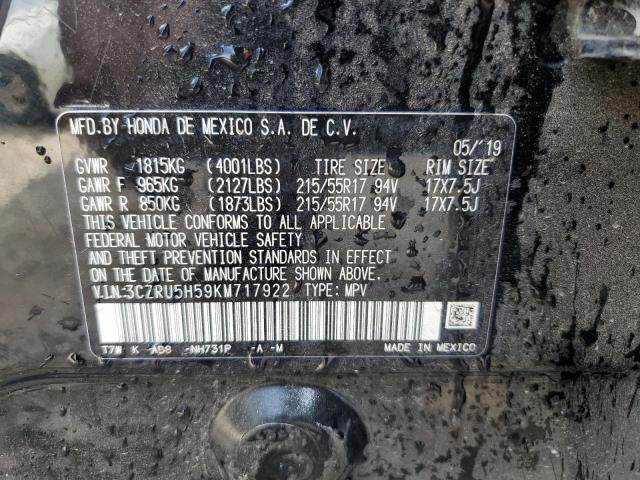 MFD.BY HONDA DE MEXICO S.A. DE C.V.
05/'19
GVWR 1815KG (4001LBS) TIRE SIZE RIM SIZE
GAWR F 965KG (2127LBS) 215/55R17 94V 17X7.5J
GAWR R 850KG (1873LBS) 215/55R17 94V 17X7.5J
THIS VEHICLE CONFORMS TO ALL APPLICABLE
FEDERAL MOTOR VEHICLE SAFETY
AND THEFT PREVENTION STANDARDS IN EFFECT
ON THE DATE OF MANUFACTURE SHOWN ABOVE.
V.I.N:3CZRU5H59KM717922 TYPE: MPV
T7W K -AB8 -NH731P -A -M MADE IN MEXICO